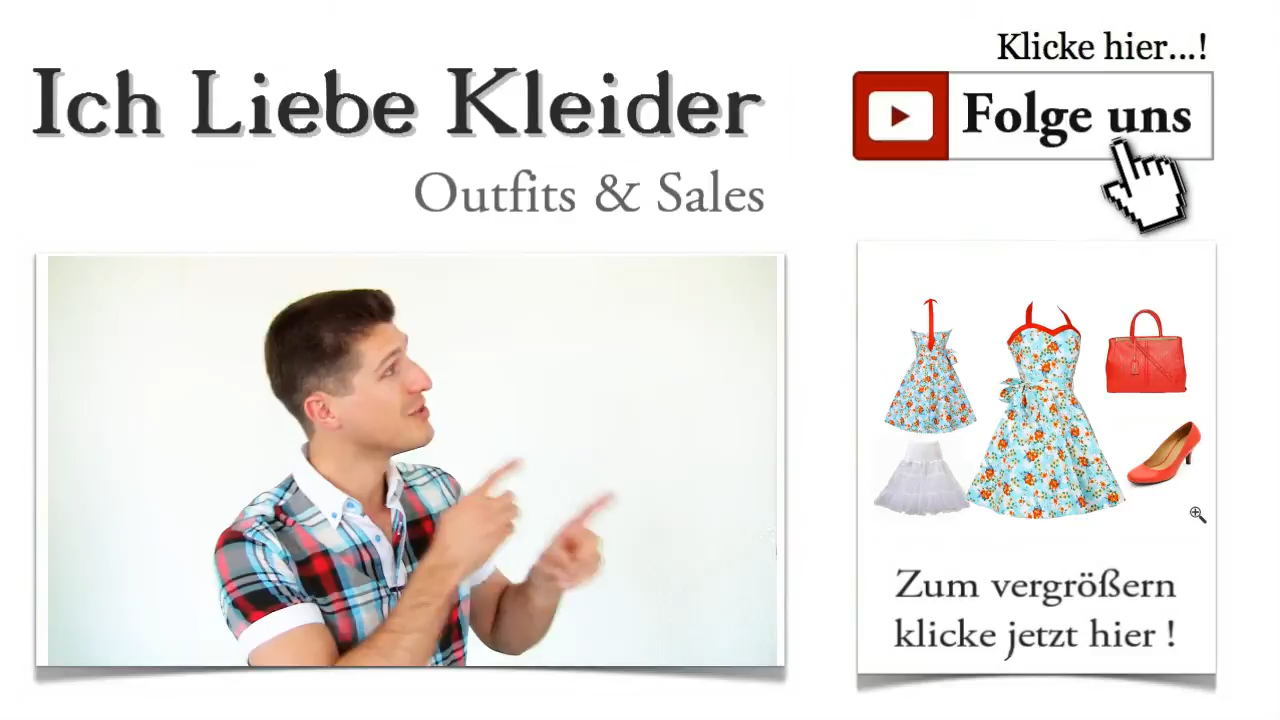 Ich Liebe Kleider
Outfits & Sales
Klicke hier...!
Folge uns
Zum vergrößern
klicke jetzt hier !